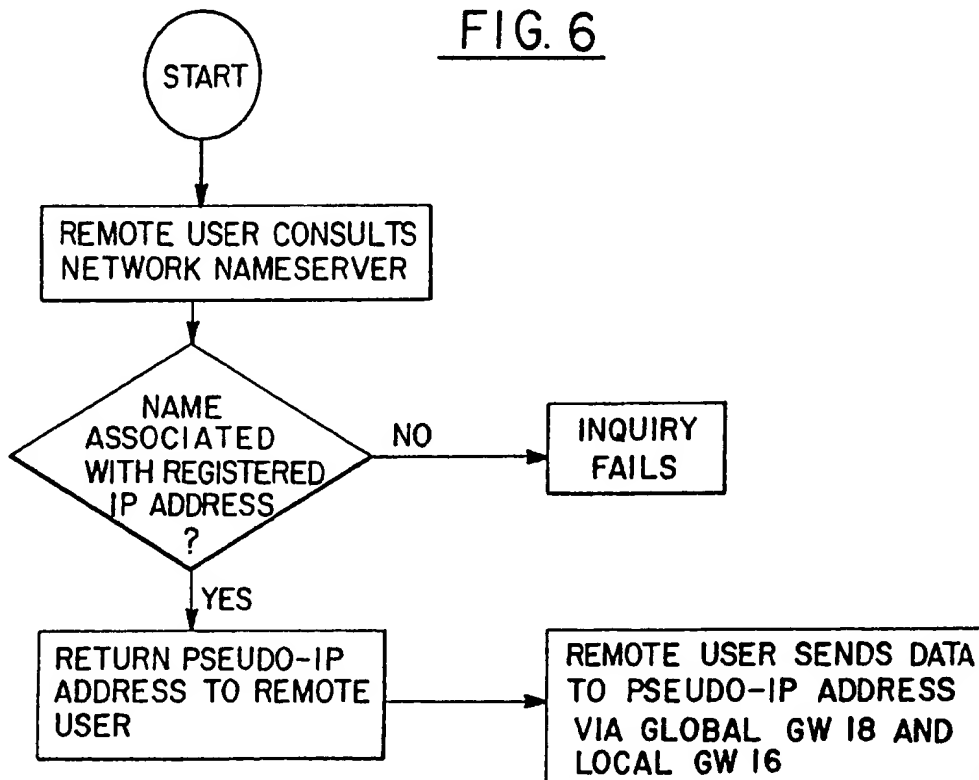 FIG. 6
START
REMOTE USER CONSULTS
NETWORK NAMESERVER
NAME
ASSOCIATED
WITH REGISTERED
IP ADDRESS
?
NO
INQUIRY
FAILS
YES
RETURN PSEUDO-IP
ADDRESS TO REMOTE
USER
REMOTE USER SENDS DATA
TO PSEUDO-IP ADDRESS
VIA GLOBAL GW 18 AND
LOCAL GW 16